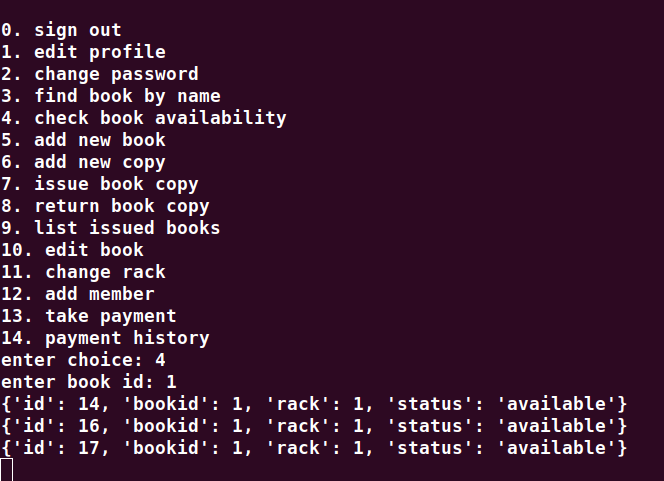 0. sign out
1. edit profile
2. change password
3. find book by name
4. check book availability
5. add new book
6. add new copy
7. issue book copy
8. return book copy
9. list issued books
10. edit book
11. change rack
12. add member
13. take payment
14. payment history
enter choice: 4
enter book id: 1
{'id': 14, 'bookid': 1, 'rack': 1, 'status': 'available'}
{'id': 16, 'bookid': 1, 'rack': 1, 'status': 'available'}
{'id': 17, 'bookid': 1, 'rack': 1, 'status': 'available'}